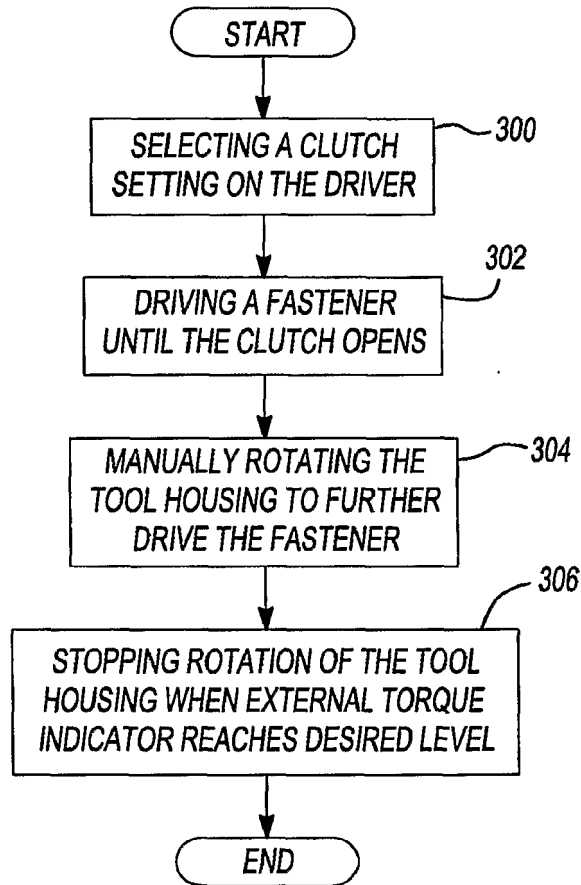 START
SELECTING A CLUTCH
SETTING ON THE DRIVER
300
DRIVING A FASTENER
UNTIL THE CLUTCH OPENS
302
MANUALLY ROTATING THE
TOOL HOUSING TO FURTHER
DRIVE THE FASTENER
304
STOPPING ROTATION OF THE TOOL
HOUSING WHEN EXTERNAL TORQUE
INDICATOR REACHES DESIRED LEVEL
306
END